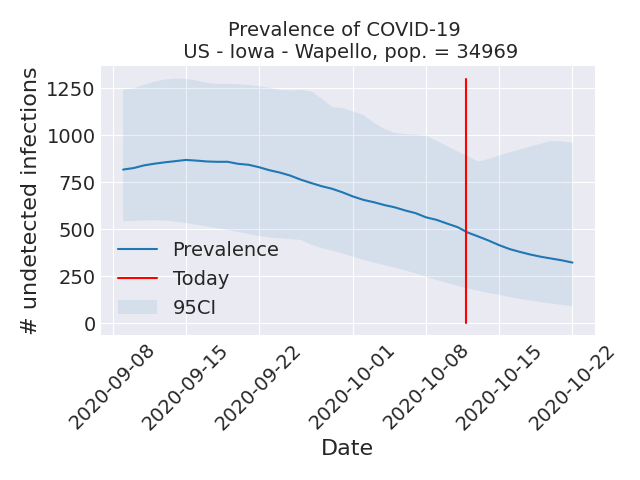 Prevalence of COVID-19
US - Iowa - Wapello, pop. = 34969
# undetected infections
1250
1000
750
500
250
0
Prevalence
Today
95CI
2020-09-08
2020-09-15
2020-09-22
2020-10-01
2020-10-08
2020-10-15
2020-10-22
Date